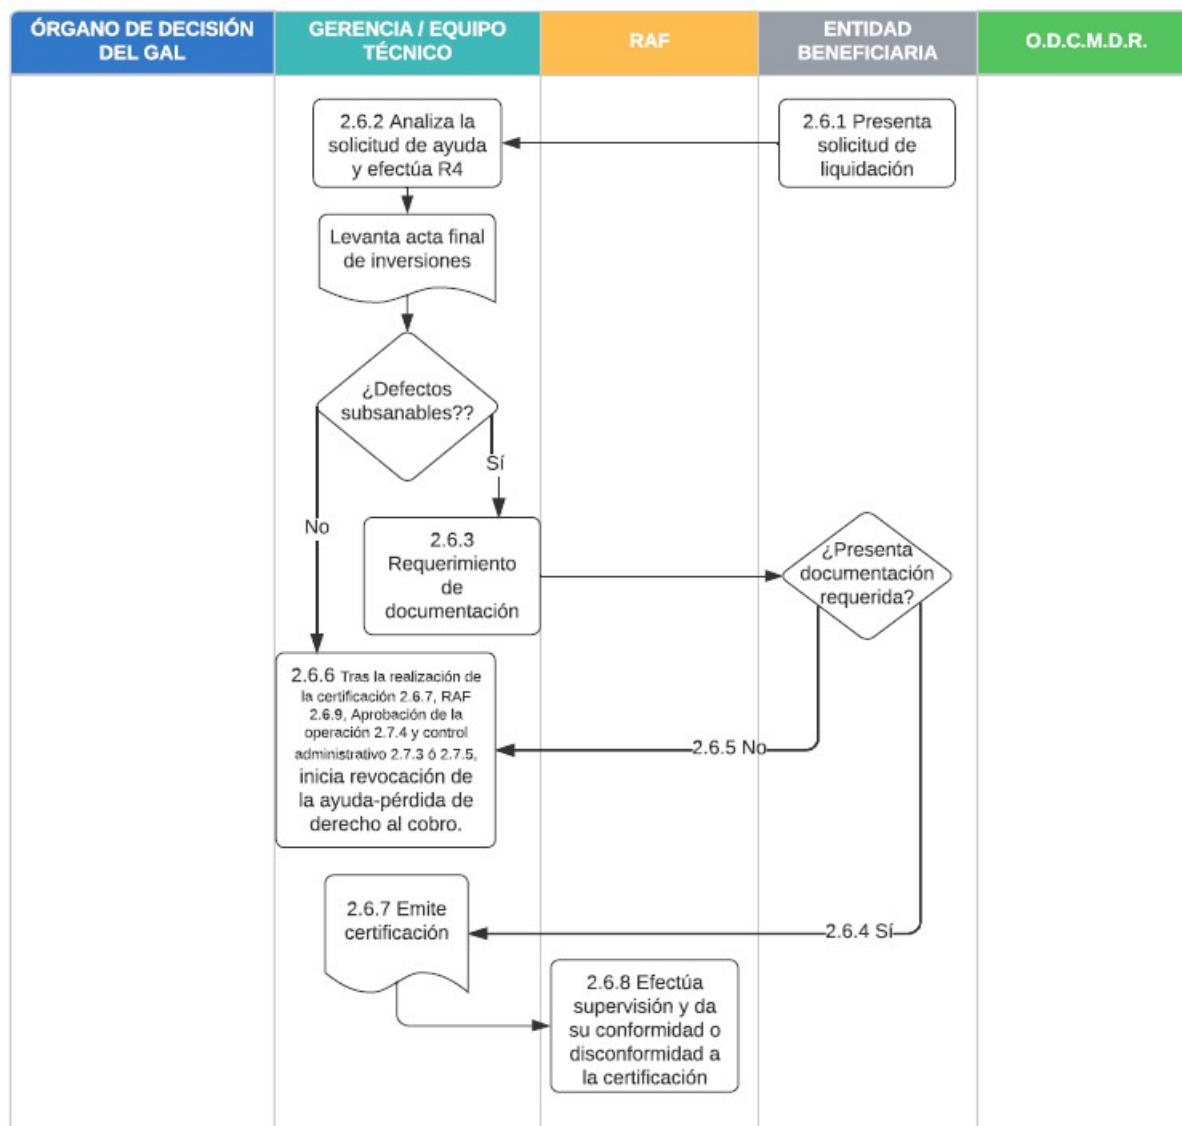 ÓRGANO DE DECISIÓN
DEL GAL
GERENCIA / EQUIPO
TÉCNICO
RAF
ENTIDAD
BENEFICIARIA
O.D.C.M.D.R.
2.6.2 Analiza la
solicitud de ayuda
y efectúa R4
2.6.1 Presenta
solicitud de
liquidación
Levanta acta final
de inversiones
¿Defectos
subsanables??
Sí
No
2.6.3
Requerimiento
de
documentación
¿Presenta
documentación
requerida?
2.6.6 Tras la realización de
la certificación 2.6.7, RAF
2.6.9, Aprobación de la
operación 2.7.4 y control
administrativo 2.7.3 ó 2.7.5,
inicia revocación de
la ayuda-pérdida de
derecho al cobro.
2.6.5 No
2.6.7 Emite
certificación
2.6.4 Sí
2.6.8 Efectúa
supervisión y da
su conformidad o
disconformidad a
la certificación